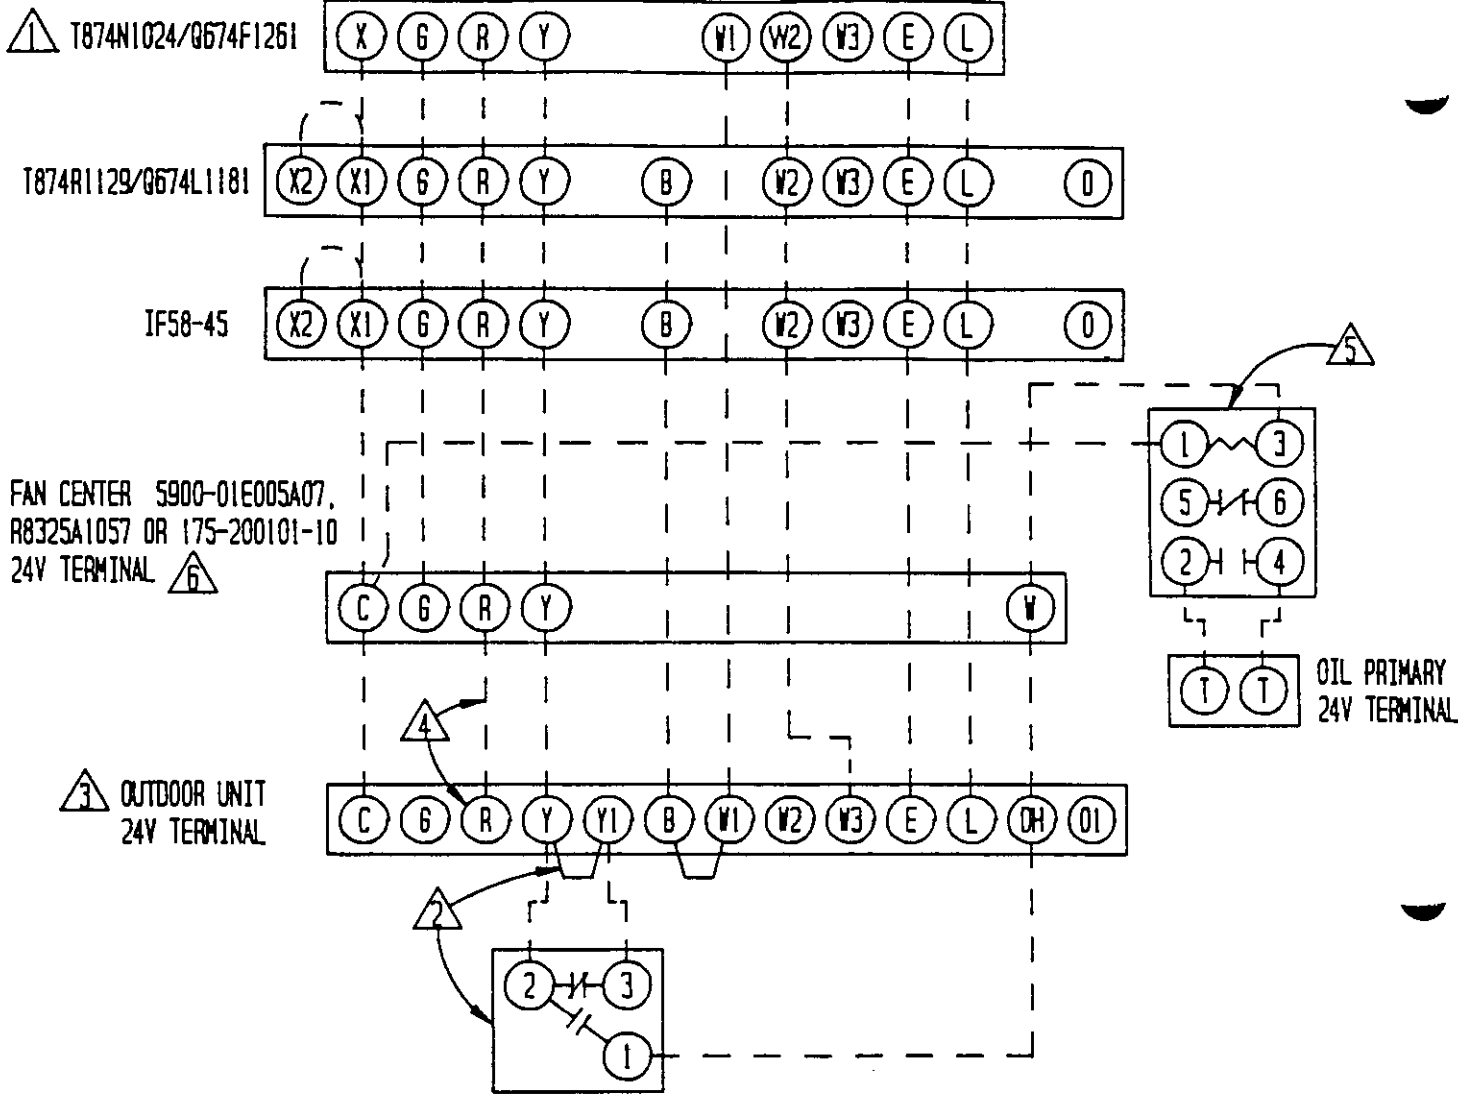 1 T874N1024/Q674F1261 X G R Y W1 W2 W3 E L
T874R1129/Q674L1181 X2 X1 G R Y B W2 W3 E L O
IF58-45 X2 X1 G R Y B W2 W3 E L O
5
1 3
5 6
2 4
FAN CENTER 5900-01E005A07,
R8325A1057 OR 175-200101-10
24V TERMINAL 6
C G R Y W
T T
OIL PRIMARY
24V TERMINAL
4
3 OUTDOOR UNIT
24V TERMINAL
C G R Y Y1 B W1 W2 W3 E L DH O1
2
2 3
1